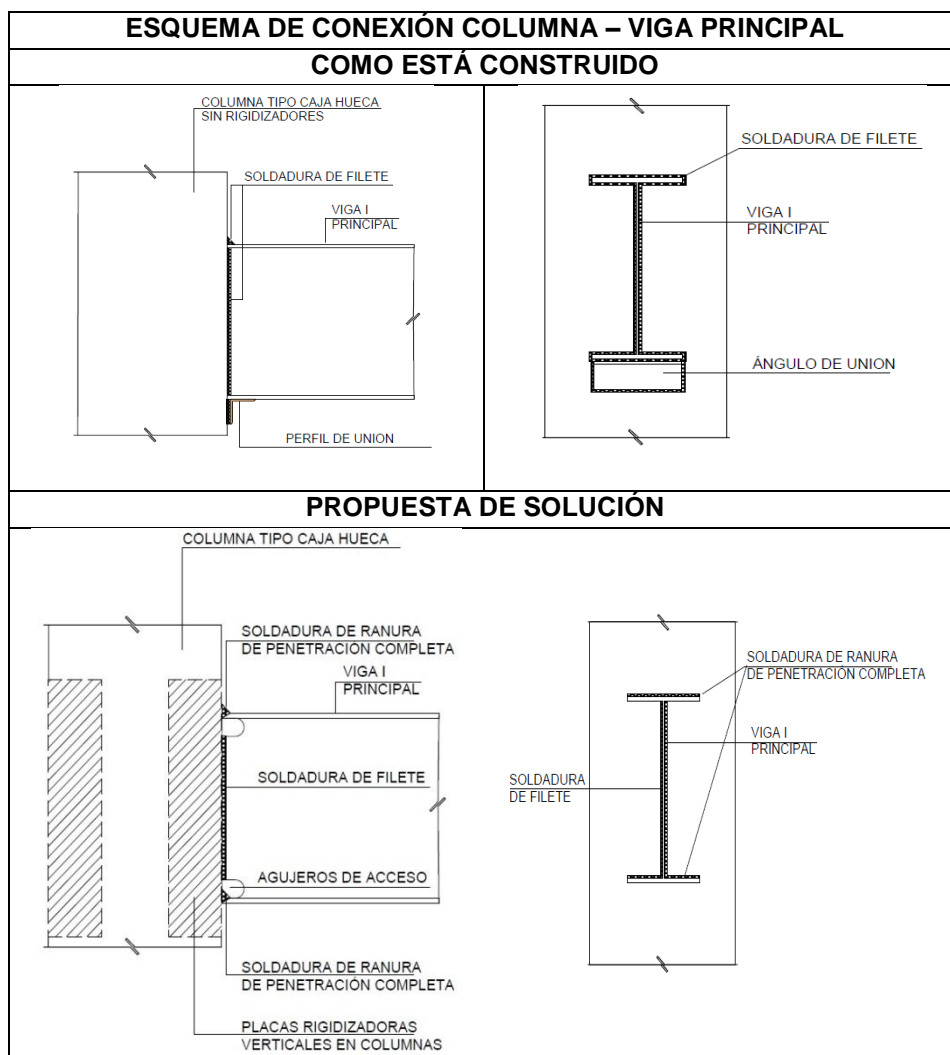 ESQUEMA DE CONEXIÓN COLUMNA – VIGA PRINCIPAL
COMO ESTÁ CONSTRUIDO
COLUMNA TIPO CAJA HUECA
SIN RIGIDIZADORES
SOLDADURA DE FILETE
VIGA I
PRINCIPAL
PERFIL DE UNION
SOLDADURA DE FILETE
VIGA I
PRINCIPAL
ÁNGULO DE UNION
PROPUESTA DE SOLUCIÓN
COLUMNA TIPO CAJA HUECA
SOLDADURA DE RANURA
DE PENETRACIÓN COMPLETA
VIGA I
PRINCIPAL
SOLDADURA DE FILETE
AGUJEROS DE ACCESO
SOLDADURA DE RANURA
DE PENETRACIÓN COMPLETA
PLACAS RIGIDIZADORAS
VERTICALES EN COLUMNAS
SOLDADURA DE RANURA
DE PENETRACIÓN COMPLETA
VIGA I
PRINCIPAL
SOLDADURA
DE FILETE